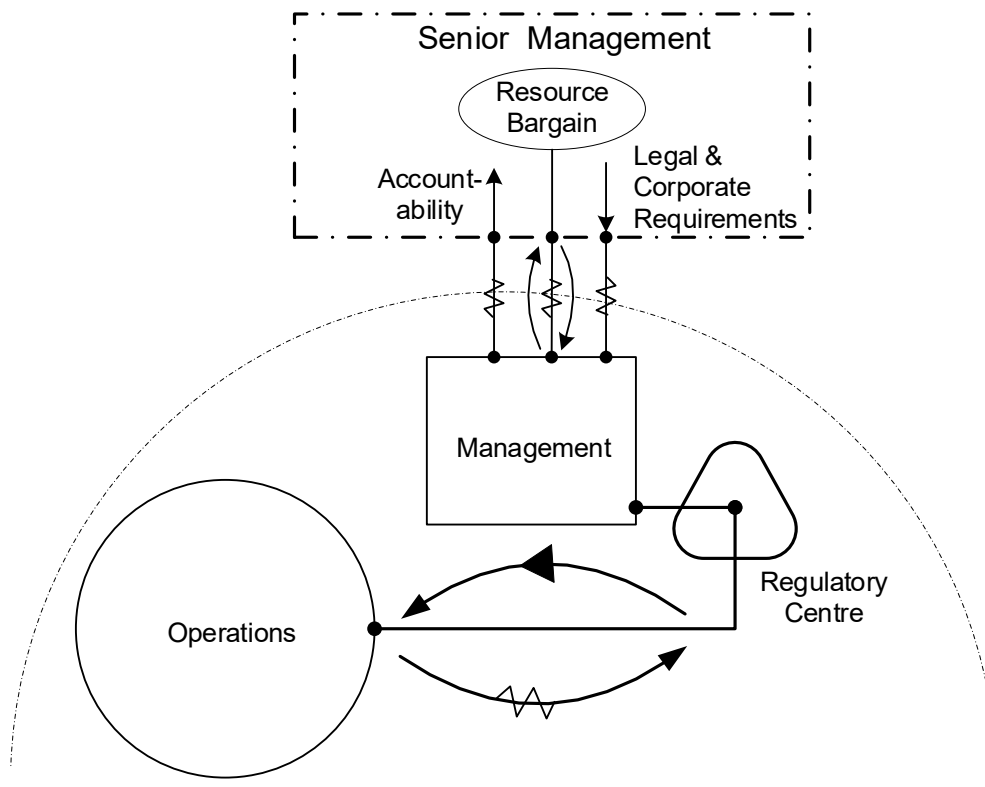 Senior Management
Resource
Bargain
Account-
ability
Legal &
Corporate
Requirements
Management
Regulatory
Centre
Operations